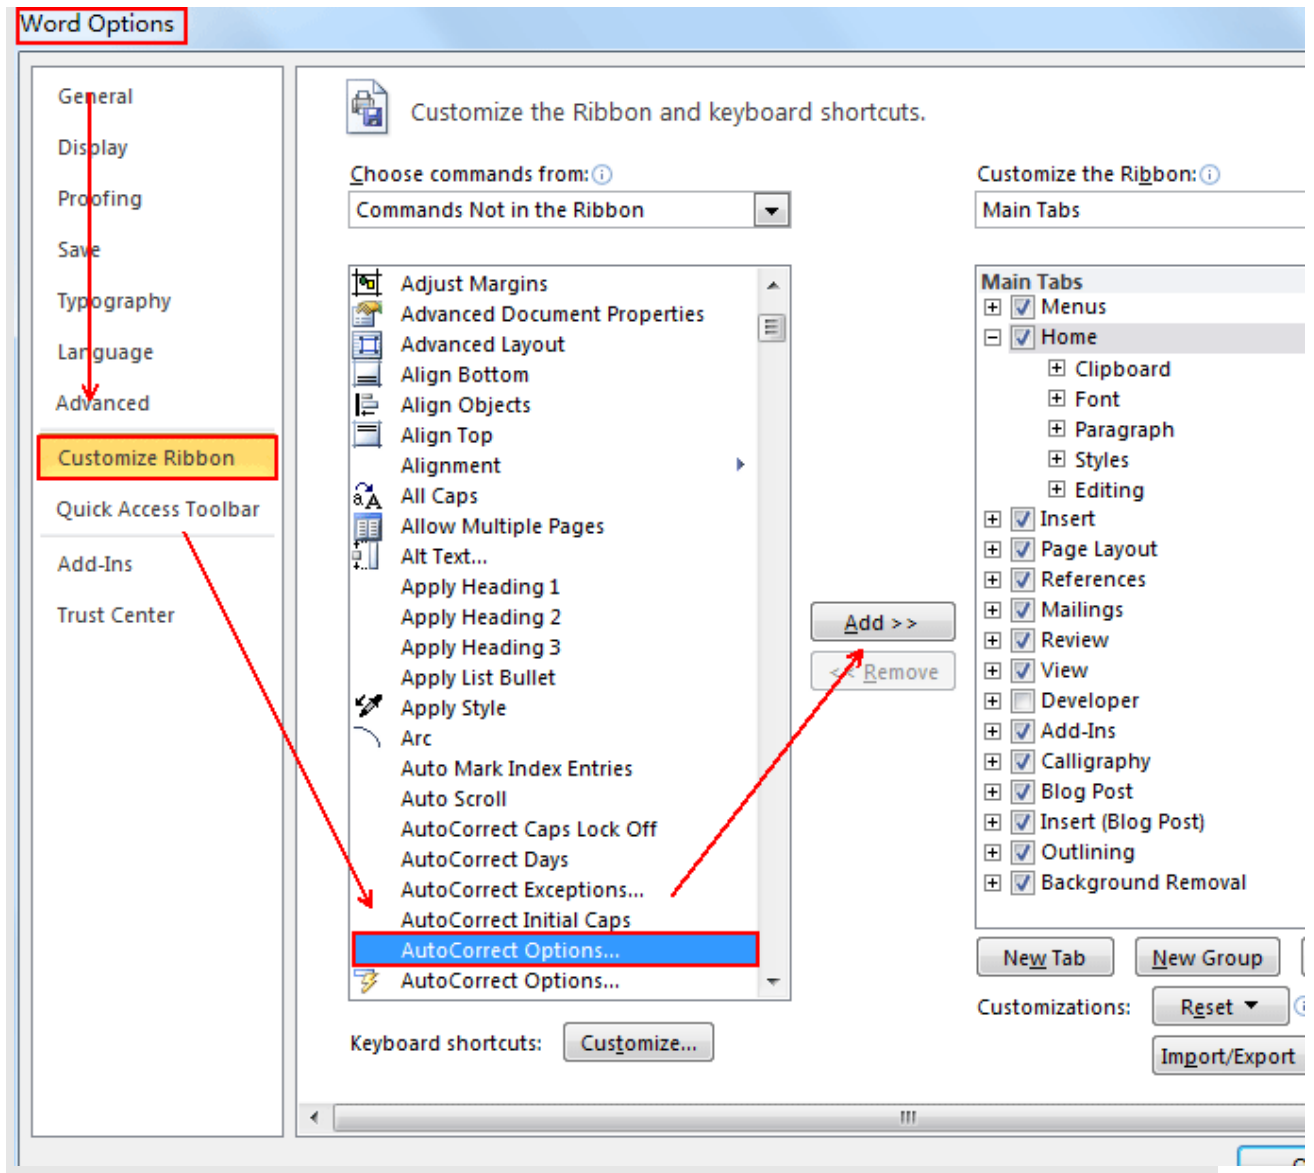 Word Options
General
Display
Proofing
Save
Typography
Language
Advanced
Customize Ribbon
Quick Access Toolbar
Add-Ins
Trust Center
Customize the Ribbon and keyboard shortcuts.
Choose commands from:
Commands Not in the Ribbon
Adjust Margins
Advanced Document Properties
Advanced Layout
Align Bottom
Align Objects
Align Top
Alignment
All Caps
Allow Multiple Pages
Alt Text...
Apply Heading 1
Apply Heading 2
Apply Heading 3
Apply List Bullet
Apply Style
Arc
Auto Mark Index Entries
Auto Scroll
AutoCorrect Caps Lock Off
AutoCorrect Days
AutoCorrect Exceptions...
AutoCorrect Initial Caps
AutoCorrect Options...
AutoCorrect Options...
Keyboard shortcuts: Customize...
Add >>
<< Remove
Customize the Ribbon:
Main Tabs
Main Tabs
Menus
Home
Clipboard
Font
Paragraph
Styles
Editing
Insert
Page Layout
References
Mailings
Review
View
Developer
Add-Ins
Calligraphy
Blog Post
Insert (Blog Post)
Outlining
Background Removal
New Tab New Group
Customizations: Reset
Import/Export